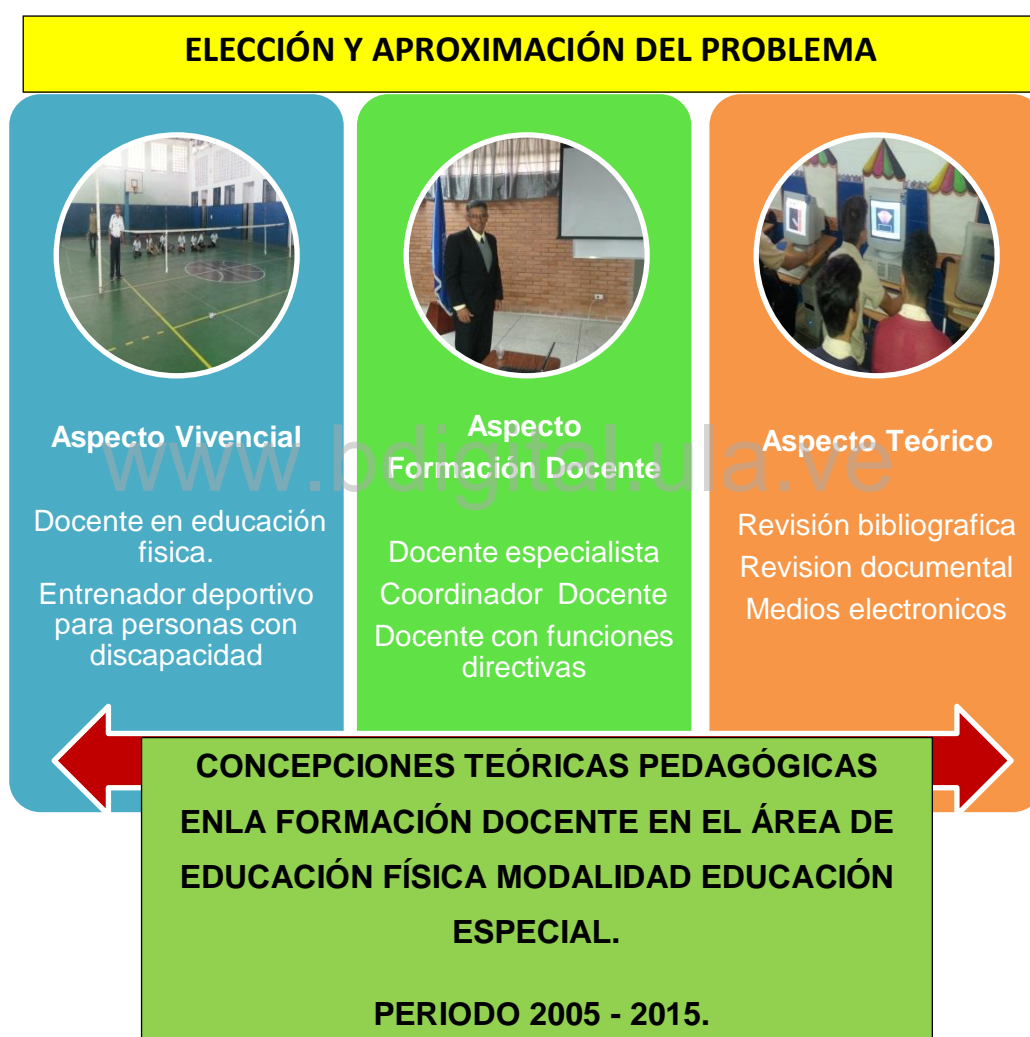 ELECCIÓN Y APROXIMACIÓN DEL PROBLEMA
Aspecto Vivencial
Docente en educación
fisica.
Entrenador deportivo
para personas con
discapacidad
Aspecto
Formación Docente
Docente especialista
Coordinador Docente
Docente con funciones
directivas
Aspecto Teórico
Revisión bibliografica
Revision documental
Medios electronicos
www.bdigital.ula.ve
CONCEPCIONES TEÓRICAS PEDAGÓGICAS
ENLA FORMACIÓN DOCENTE EN EL ÁREA DE
EDUCACIÓN FÍSICA MODALIDAD EDUCACIÓN
ESPECIAL.
PERIODO 2005 - 2015.